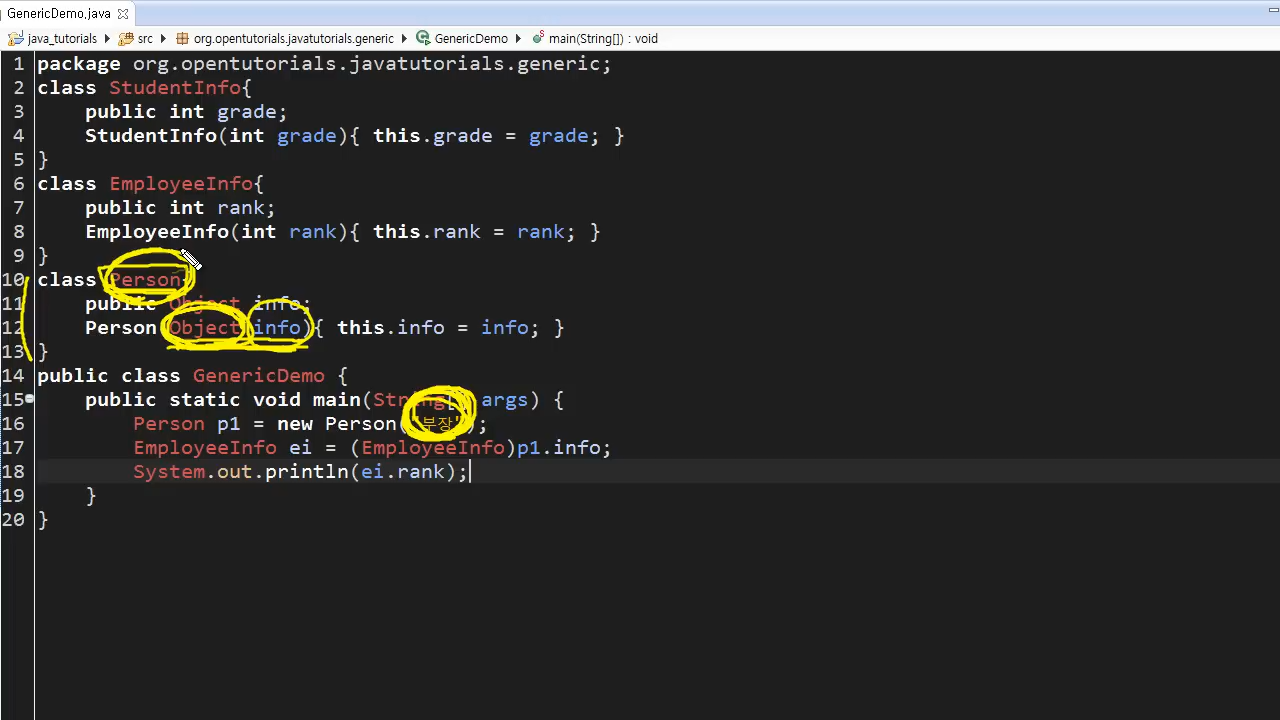 GenericDemo.java
java_tutorials src org.opentutorials.javatutorials.generic GenericDemo main(String[]) : void
1 package org.opentutorials.javatutorials.generic;
2 class StudentInfo{
3 public int grade;
4 StudentInfo(int grade){ this.grade = grade; }
5 }
6 class EmployeeInfo{
7 public int rank;
8 EmployeeInfo(int rank){ this.rank = rank; }
9 }
10 class Person{
11 public Object info;
12 Person(Object info){ this.info = info; }
13 }
14 public class GenericDemo {
15 public static void main(String[] args) {
16 Person p1 = new Person("부장");
17 EmployeeInfo ei = (EmployeeInfo)p1.info;
18 System.out.println(ei.rank);
19 }
20 }